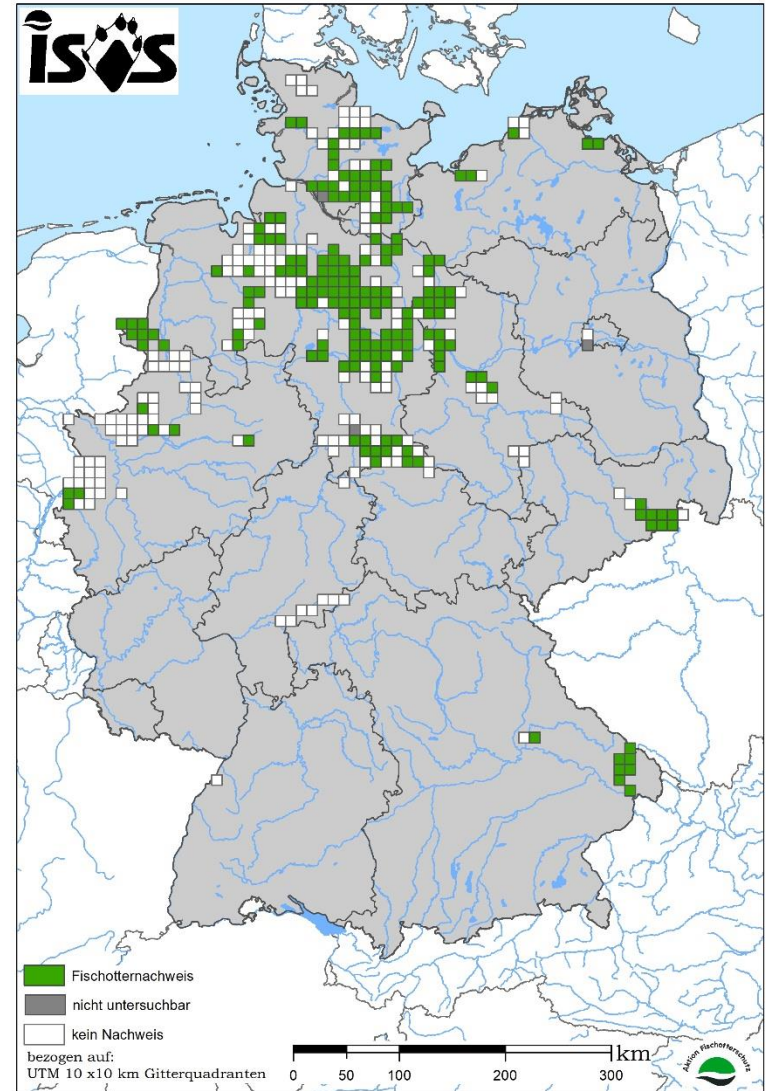 isos
Fischotternachweis
nicht untersuchbar
kein Nachweis
bezogen auf:
UTM 10 x10 km Gitterquadranten
km
0 50 100 200 300
Aktion Fischotterschutz